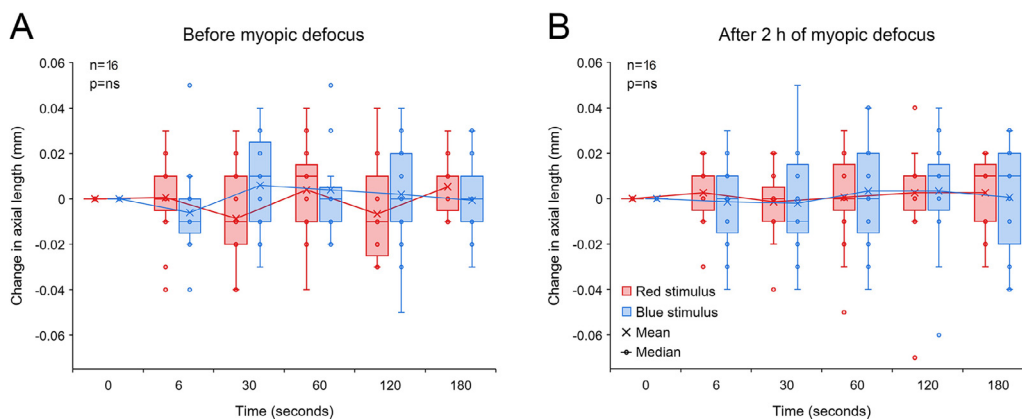 A
Before myopic defocus
n=16
p=ns
Change in axial length (mm)
0.06
0.04
0.02
0
-0.02
-0.04
-0.06
0 6 30 60 120 180
Time (seconds)
B
After 2 h of myopic defocus
n=16
p=ns
Change in axial length (mm)
0.06
0.04
0.02
0
-0.02
-0.04
-0.06
Red stimulus
Blue stimulus
Mean
Median
0 6 30 60 120 180
Time (seconds)